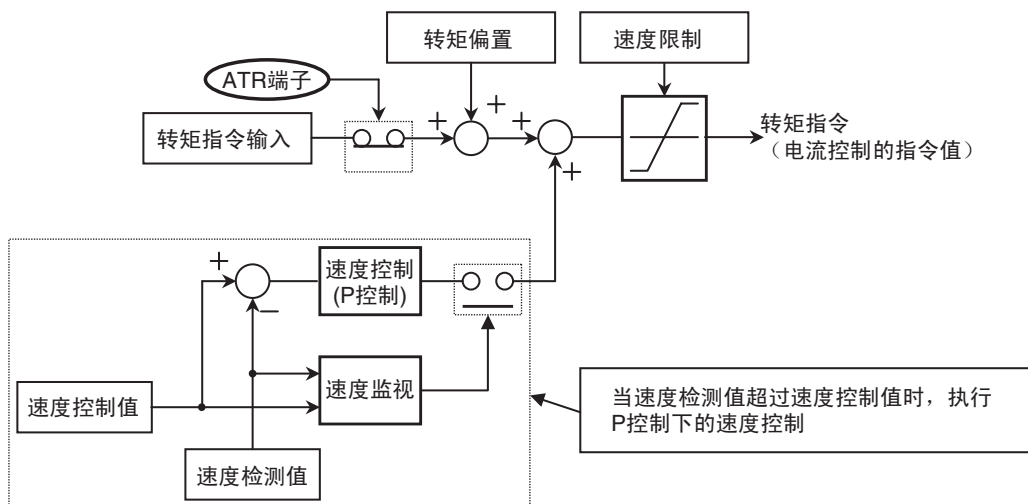 转矩偏置
速度限制
ATR端子
转矩指令输入
+
+
+
+
转矩指令
（电流控制的指令值）
+
−
速度控制
(P控制)
速度监视
速度控制值
速度检测值
当速度检测值超过速度控制值时，执行
P控制下的速度控制